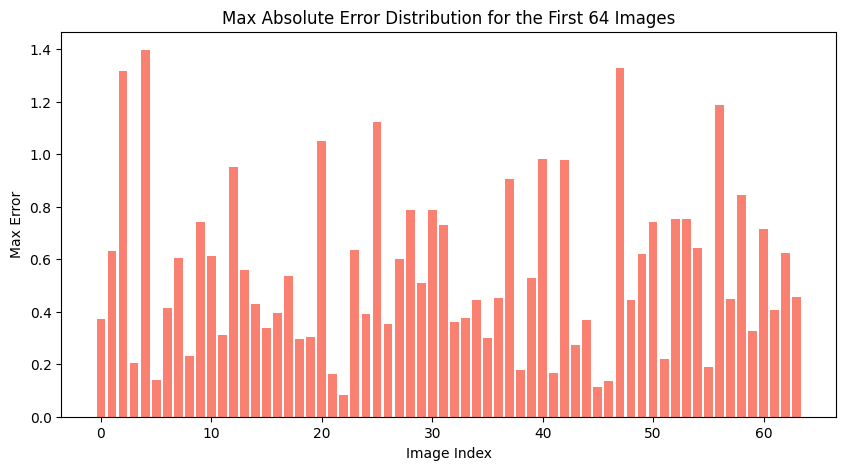 Max Absolute Error Distribution for the First 64 Images
1.4
1.2
1.0
0.8
0.6
0.4
0.2
0.0
Max Error
0 10 20 30 40 50 60
Image Index